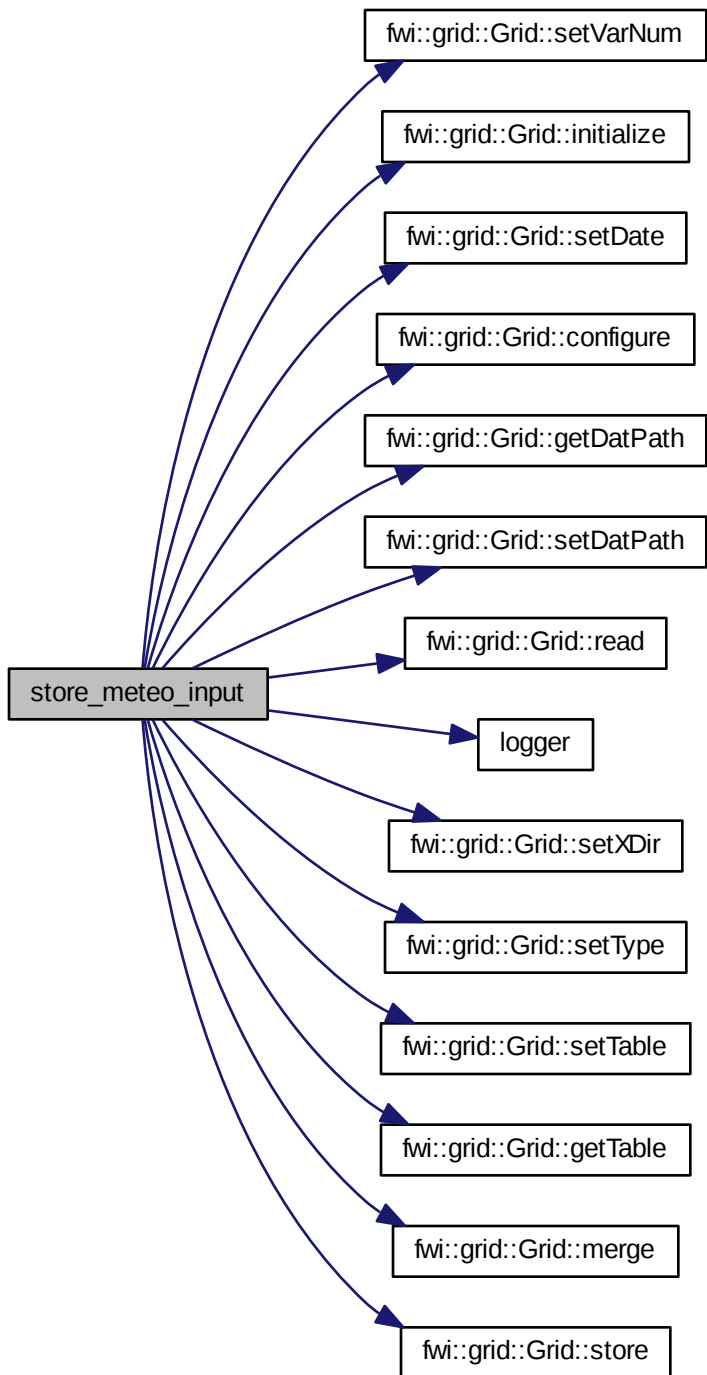 fwi::grid::Grid::setVarNum
fwi::grid::Grid::initialize
fwi::grid::Grid::setDate
fwi::grid::Grid::configure
fwi::grid::Grid::getDatPath
fwi::grid::Grid::setDatPath
fwi::grid::Grid::read
store_meteo_input
logger
fwi::grid::Grid::setXDir
fwi::grid::Grid::setType
fwi::grid::Grid::setTable
fwi::grid::Grid::getTable
fwi::grid::Grid::merge
fwi::grid::Grid::store